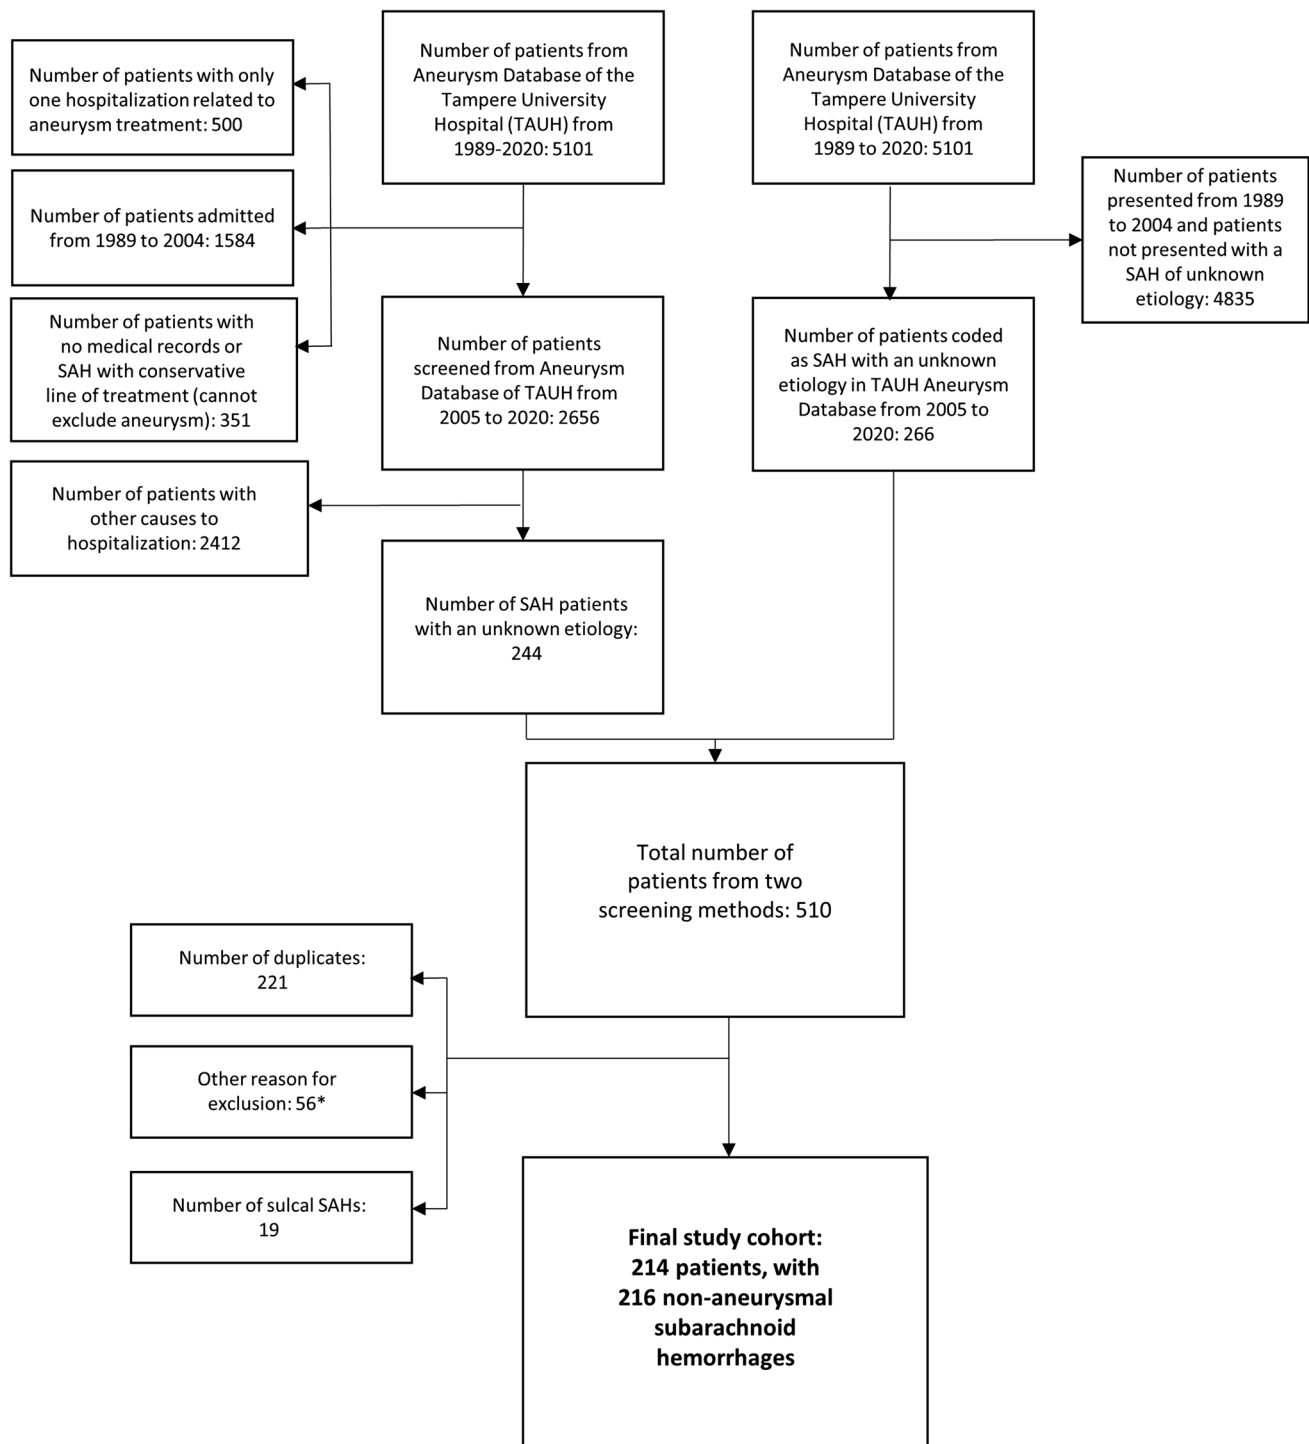 Number of patients from
Aneurysm Database of the
Tampere University
Hospital (TAUH) from
1989-2020: 5101
Number of patients from
Aneurysm Database of the
Tampere University
Hospital (TAUH) from
1989 to 2020: 5101
Number of patients with only
one hospitalization related to
aneurysm treatment: 500
Number of patients admitted
from 1989 to 2004: 1584
Number of patients
presented from 1989
to 2004 and patients
not presented with a
SAH of unknown
etiology: 4835
Number of patients with
no medical records or
SAH with conservative
line of treatment (cannot
exclude aneurysm): 351
Number of patients
screened from Aneurysm
Database of TAUH from
2005 to 2020: 2656
Number of patients coded
as SAH with an unknown
etiology in TAUH Aneurysm
Database from 2005 to
2020: 266
Number of patients with
other causes to
hospitalization: 2412
Number of SAH patients
with an unknown etiology:
244
Total number of
patients from two
screening methods: 510
Number of duplicates:
221
Other reason for
exclusion: 56*
Number of sulcal SAHs:
19
Final study cohort:
214 patients, with
216 non-aneurysmal
subarachnoid
hemorrhages